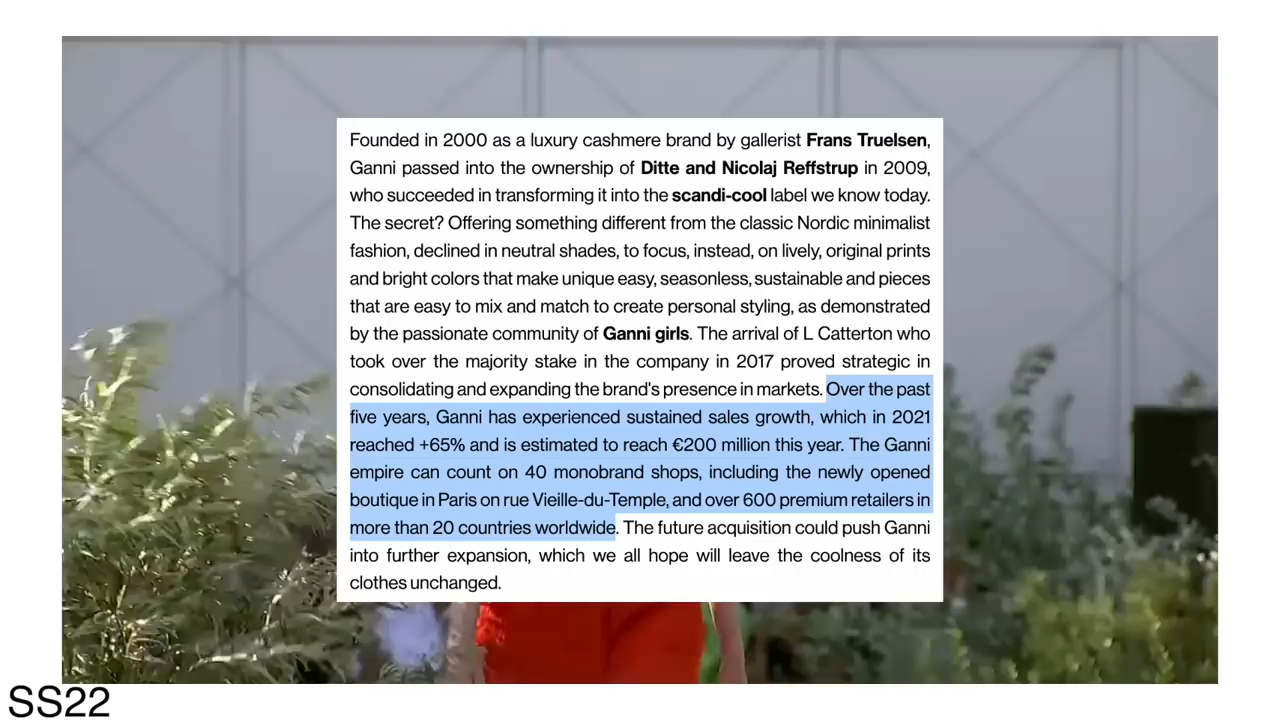 Founded in 2000 as a luxury cashmere brand by gallerist Frans Truelsen,
Ganni passed into the ownership of Ditte and Nicolaj Reffstrup in 2009,
who succeeded in transforming it into the scandi-cool label we know today.
The secret? Offering something different from the classic Nordic minimalist
fashion, declined in neutral shades, to focus, instead, on lively, original prints
and bright colors that make unique easy, seasonless, sustainable and pieces
that are easy to mix and match to create personal styling, as demonstrated
by the passionate community of Ganni girls. The arrival of L Catterton who
took over the majority stake in the company in 2017 proved strategic in
consolidating and expanding the brand's presence in markets. Over the past
five years, Ganni has experienced sustained sales growth, which in 2021
reached +65% and is estimated to reach €200 million this year. The Ganni
empire can count on 40 monobrand shops, including the newly opened
boutique in Paris on rue Vieille-du-Temple, and over 600 premium retailers in
more than 20 countries worldwide. The future acquisition could push Ganni
into further expansion, which we all hope will leave the coolness of its
clothes unchanged.
SS22